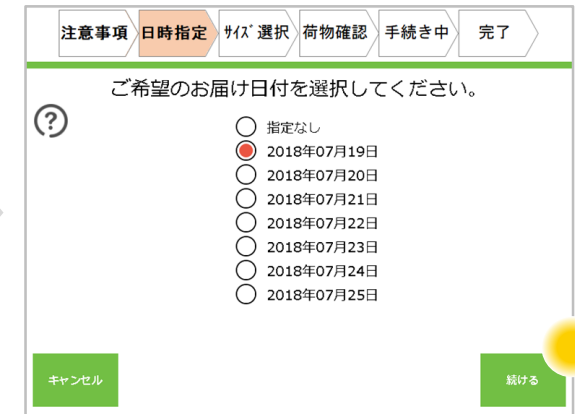 注意事項 日時指定 ｻｲｽﾞ選択 荷物確認 手続き中 完了
ご希望のお届け日付を選択してください。
?
指定なし
2018年07月19日
2018年07月20日
2018年07月21日
2018年07月22日
2018年07月23日
2018年07月24日
2018年07月25日
キャンセル 続ける